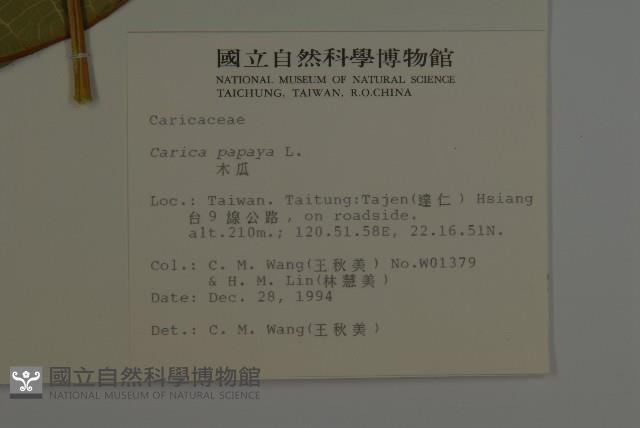 國立自然科學博物館
NATIONAL MUSEUM OF NATURAL SCIENCE
TAICHUNG, TAIWAN, R.O.CHINA
Caricaceae
Carica papaya L.
木瓜
Loc.: Taiwan. Taitung:Tajen(達仁) Hsiang
台9線公路, on roadside.
alt.210m.; 120.51.58E, 22.16.51N.
Col.: C. M. Wang(王秋美) No.W01379
& H. M. Lin(林慧美)
Date: Dec. 28, 1994
Det.: C. M. Wang(王秋美)
國立自然科學博物館
NATIONAL MUSEUM OF NATURAL SCIENCE